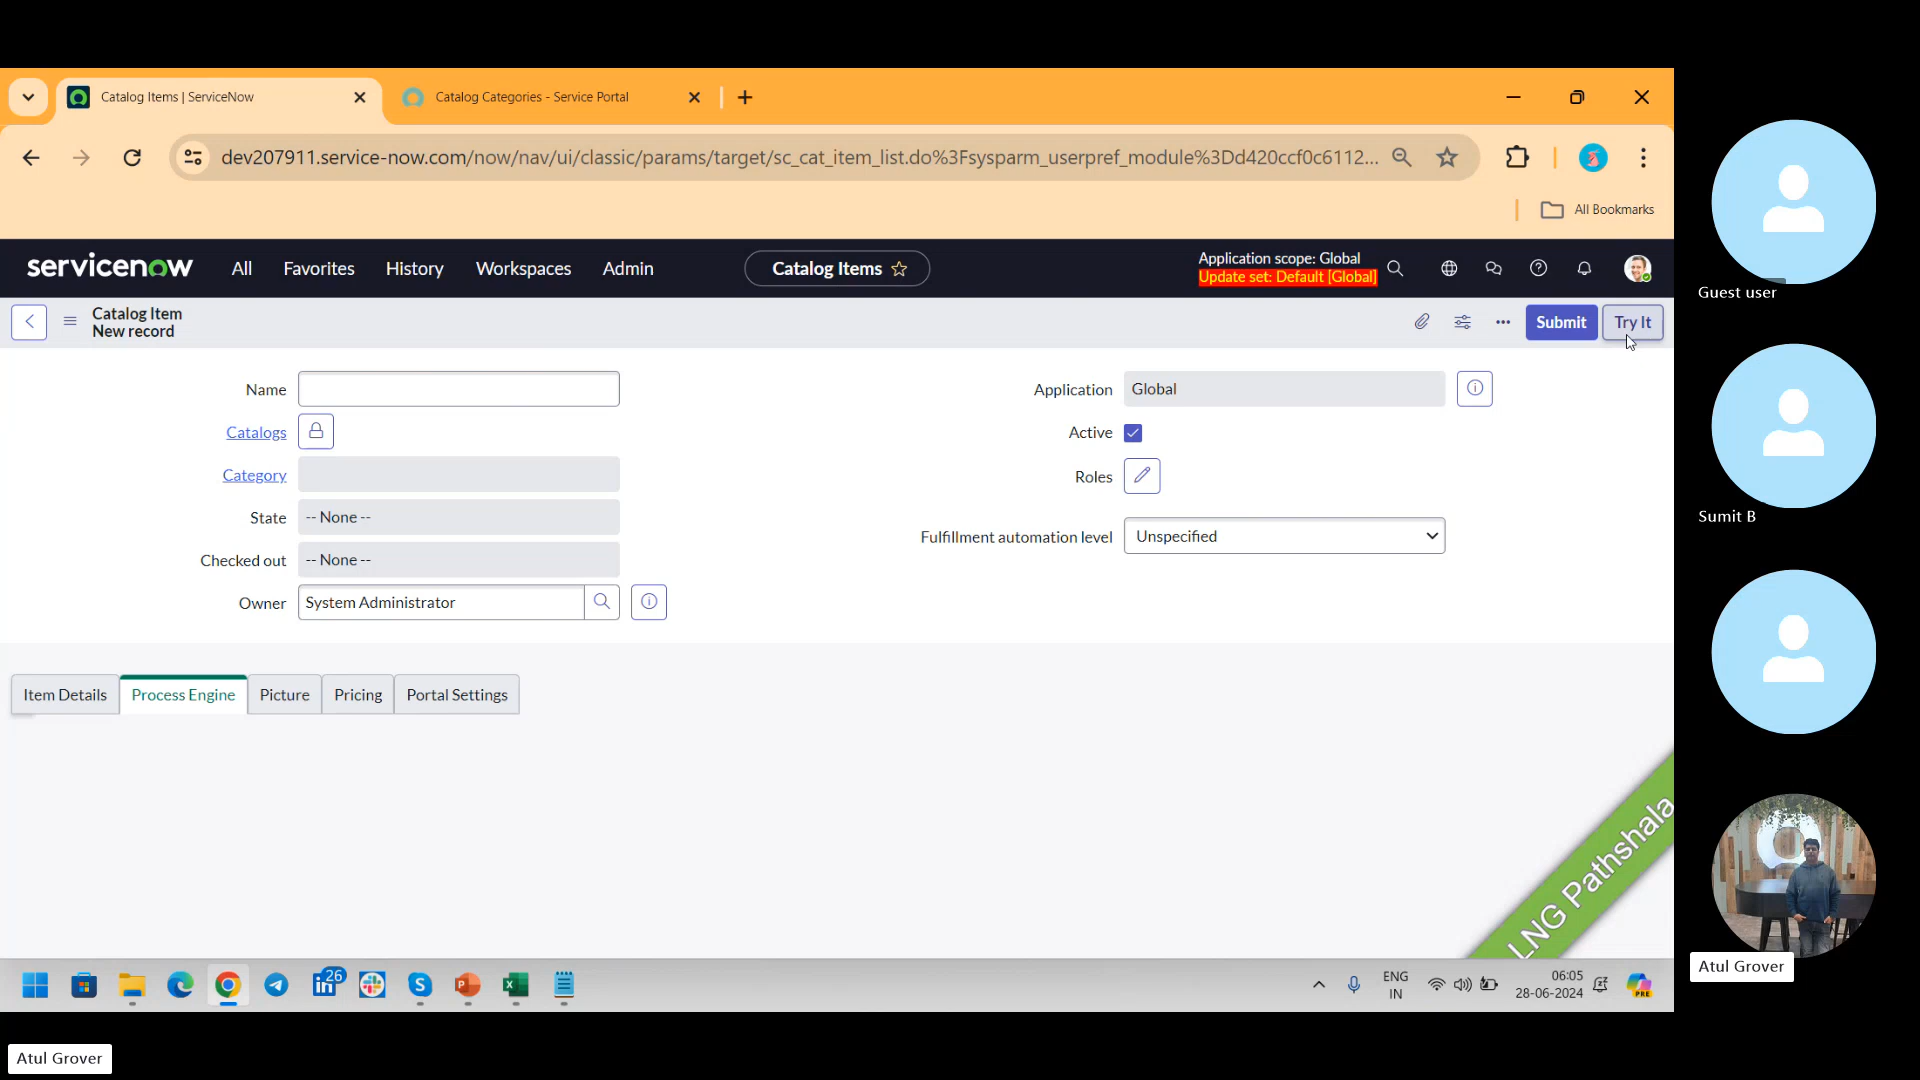 Catalog Items | ServiceNow
Catalog Categories - Service Portal
dev207911.service-now.com/now/nav/ui/classic/params/target/sc_cat_item_list.do%3Fsysparm_userpref_module%3Dd420ccf0c6112...
All Bookmarks
servicenow
All
Favorites
History
Workspaces
Admin
Catalog Items
Application scope: Global
Update set: Default [Global]
Catalog Item
New record
Submit
Try It
Name
Application
Global
Catalogs
Active
Category
Roles
State
-- None --
Fulfillment automation level
Unspecified
Checked out
-- None --
Owner
System Administrator
Item Details
Process Engine
Picture
Pricing
Portal Settings
LNG Pathshala
26
ENG
IN
06:05
28-06-2024
PRE
Guest user
Sumit B
Atul Grover
Atul Grover